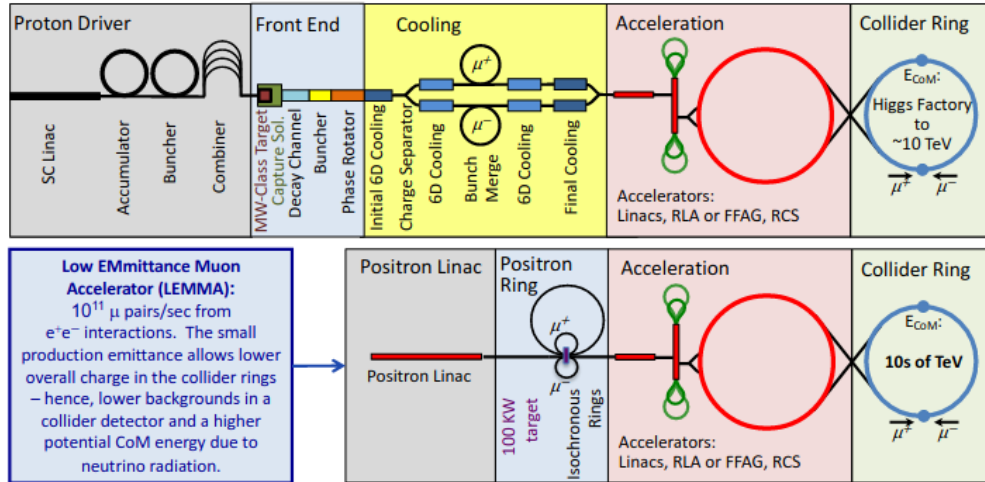 Proton Driver
Front End
Cooling
Acceleration
Collider Ring
SC Linac
Accumulator
Buncher
Combiner
MW-Class Target
Capture Sol.
Decay Channel
Buncher
Phase Rotator
Initial 6D Cooling
Charge Separator
μ+
μ−
6D Cooling
Bunch
Merge
6D Cooling
Final Cooling
Accelerators:
Linacs, RLA or FFAG, RCS
ECoM:
Higgs Factory
to
~10 TeV
μ+ μ−
Low EMmittance Muon
Accelerator (LEMMA):
10¹¹ μ pairs/sec from
e⁺e⁻ interactions. The small
production emittance allows lower
overall charge in the collider rings
– hence, lower backgrounds in a
collider detector and a higher
potential CoM energy due to
neutrino radiation.
Positron Linac
Positron
Ring
Acceleration
Collider Ring
Positron Linac
μ+
μ−
100 KW
target
Isochronous
Rings
Accelerators:
Linacs, RLA or FFAG, RCS
ECoM:
10s of TeV
μ+ μ−